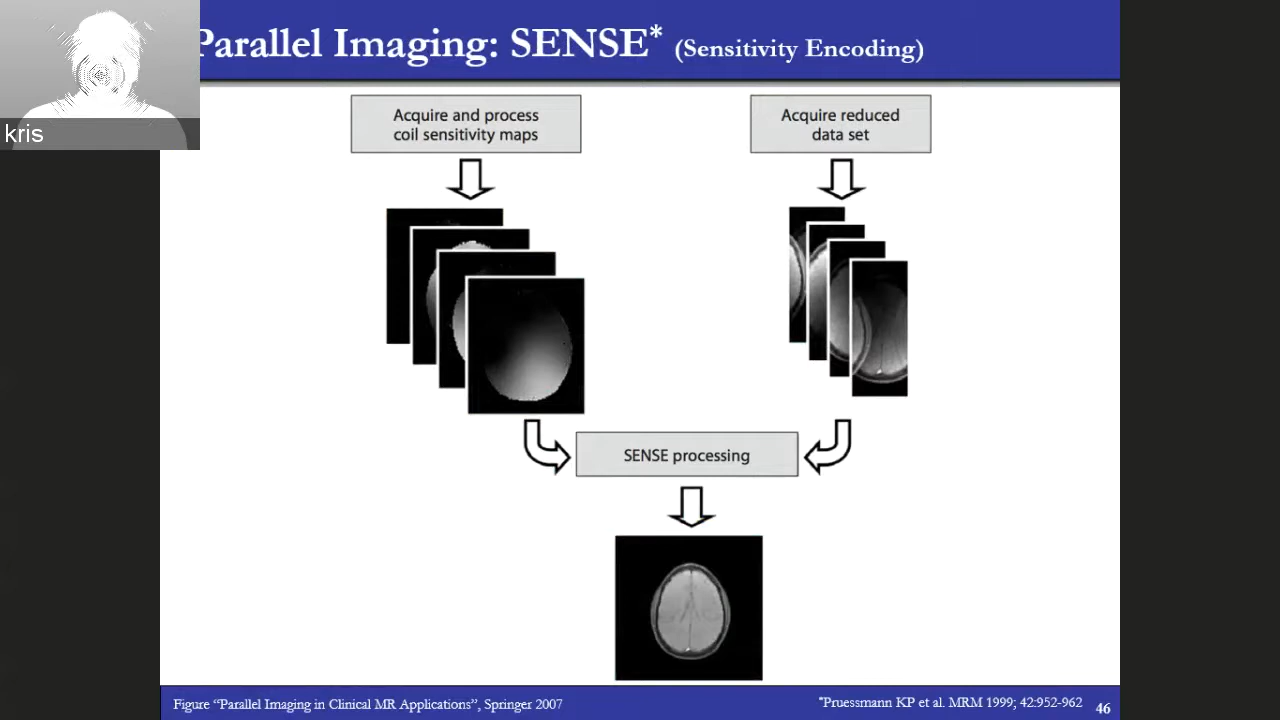 Parallel Imaging: SENSE* (Sensitivity Encoding)
kris
Acquire and process
coil sensitivity maps
Acquire reduced
data set
SENSE processing
Figure “Parallel Imaging in Clinical MR Applications”, Springer 2007
*Pruessmann KP et al. MRM 1999; 42:952-962
46